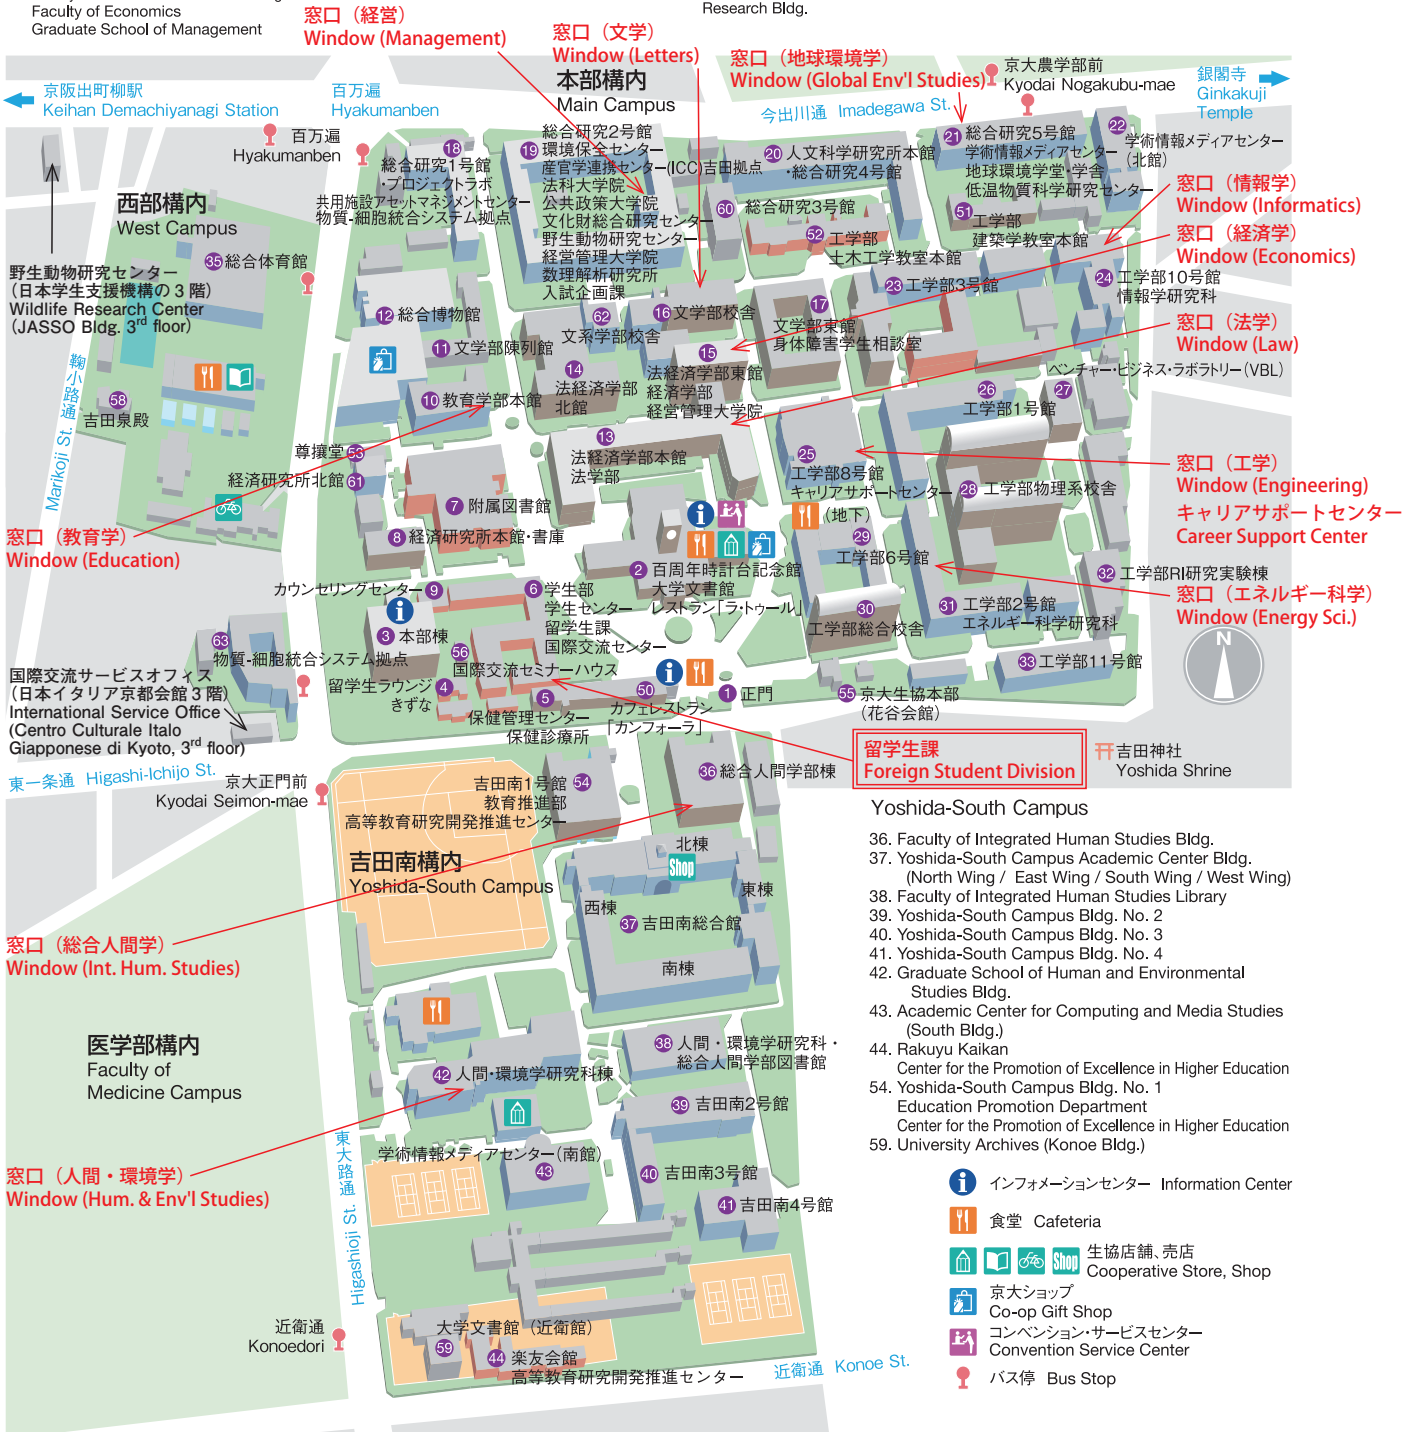 Faculty of Economics
Graduate School of Management
Research Bldg.
窓口（経営）
Window (Management)
窓口（文学）
Window (Letters)
窓口（地球環境学）
Window (Global Env'l Studies)
本部構内
Main Campus
京大農学部前
Kyodai Nogakubu-mae
銀閣寺
Ginkakuji
Temple
京阪出町柳駅
Keihan Demachiyanagi Station
百万遍
Hyakumanben
今出川通 Imadegawa St.
百万遍
Hyakumanben
18
総合研究1号館
・プロジェクトラボ
共用施設アセットマネジメントセンター
物質-細胞統合システム拠点
19
総合研究2号館
環境保全センター
産官学連携センター(ICC)吉田拠点
法科大学院
公共政策大学院
文化財総合研究センター
野生動物研究センター
経営管理大学院
数理解析研究所
入試企画課
20 人文科学研究所本館
・総合研究4号館
21 総合研究5号館
学術情報メディアセンター
地球環境学堂・学舎
低温物質科学研究センター
22
学術情報メディアセンター
(北館)
窓口（情報学）
Window (Informatics)
窓口（経済学）
Window (Economics)
窓口（法学）
Window (Law)
西部構内
West Campus
35 総合体育館
野生動物研究センター
（日本学生支援機構の3階）
Wildlife Research Center
(JASSO Bldg. 3rd floor)
60 総合研究3号館
52 工学部
土木工学教室本館
51 工学部
建築学教室本館
23 工学部3号館
24 工学部10号館
情報学研究科
12 総合博物館
62
文系学部校舎
16 文学部校舎
17
文学部東館
身体障害学生相談室
11 文学部陳列館
14
法経済学部
北館
15
法経済学部東館
経済学部
経営管理大学院
ベンチャー・ビジネス・ラボラトリー(VBL)
26
工学部1号館
27
10 教育学部本館
58
吉田泉殿
鞠小路通
Marikoji St.
尊攘堂 53
経済研究所北館 61
13
法経済学部本館
法学部
25
工学部8号館
キャリアサポートセンター
(地下)
28 工学部物理系校舎
窓口（工学）
Window (Engineering)
キャリアサポートセンター
Career Support Center
窓口（教育学）
Window (Education)
7 附属図書館
8 経済研究所本館・書庫
29
工学部6号館
2 百周年時計台記念館
大学文書館
レストラン「ラ・トゥール」
32 工学部RI研究実験棟
窓口（エネルギー科学）
Window (Energy Sci.)
カウンセリングセンター 9
6 学生部
学生センター
留学生課
国際交流センター
30
工学部総合校舎
31 工学部2号館
エネルギー科学研究科
N
3 本部棟
63
物質-細胞統合システム拠点
56
国際交流セミナーハウス
33 工学部11号館
国際交流サービスオフィス
（日本イタリア京都会館3階）
International Service Office
(Centro Culturale Italo
Giapponese di Kyoto, 3rd floor)
留学生ラウンジ 4
きずな
5
保健管理センター
保健診療所
50
カフェレストラン
「カンフォーラ」
1 正門
55 京大生協本部
(花谷会館)
留学生課
Foreign Student Division
吉田神社
Yoshida Shrine
東一条通 Higashi-Ichijo St.
京大正門前
Kyodai Seimon-mae
吉田南1号館 54
教育推進部
高等教育研究開発推進センター
36 総合人間学部棟
吉田南構内
Yoshida-South Campus
北棟
Shop
東棟
西棟
37 吉田南総合館
南棟
窓口（総合人間学）
Window (Int. Hum. Studies)
医学部構内
Faculty of
Medicine Campus
38 人間・環境学研究科・
総合人間学部図書館
42 人間・環境学研究科棟
39 吉田南2号館
窓口（人間・環境学）
Window (Hum. & Env'l Studies)
東大路通
Higashioji St.
学術情報メディアセンター(南館)
43
40 吉田南3号館
41 吉田南4号館
近衛通
Konoedori
大学文書館（近衛館）
59
44 楽友会館
高等教育研究開発推進センター
近衛通 Konoe St.
Yoshida-South Campus
36. Faculty of Integrated Human Studies Bldg.
37. Yoshida-South Campus Academic Center Bldg.
(North Wing / East Wing / South Wing / West Wing)
38. Faculty of Integrated Human Studies Library
39. Yoshida-South Campus Bldg. No. 2
40. Yoshida-South Campus Bldg. No. 3
41. Yoshida-South Campus Bldg. No. 4
42. Graduate School of Human and Environmental
Studies Bldg.
43. Academic Center for Computing and Media Studies
(South Bldg.)
44. Rakuyu Kaikan
Center for the Promotion of Excellence in Higher Education
54. Yoshida-South Campus Bldg. No. 1
Education Promotion Department
Center for the Promotion of Excellence in Higher Education
59. University Archives (Konoe Bldg.)
インフォメーションセンター Information Center
食堂 Cafeteria
Shop 生協店舗、売店
Cooperative Store, Shop
京大ショップ
Co-op Gift Shop
コンベンション・サービスセンター
Convention Service Center
バス停 Bus Stop